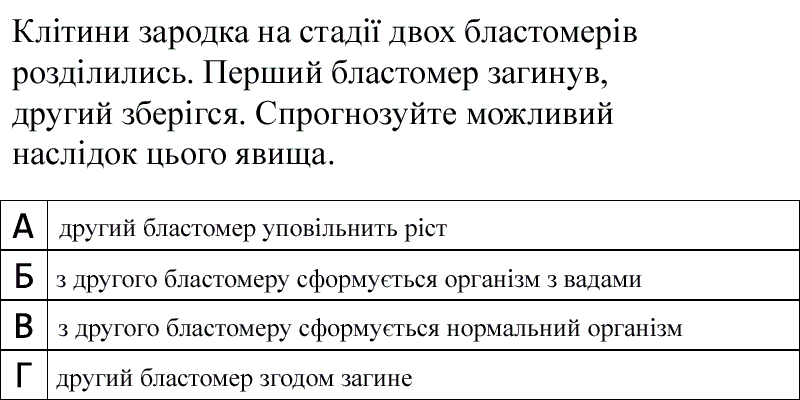 Клітини зародка на стадії двох бластомерів
розділились. Перший бластомер загинув,
другий зберігся. Спрогнозуйте можливий
наслідок цього явища.
А другий бластомер уповільнить ріст
Б з другого бластомеру сформується організм з вадами
В з другого бластомеру сформується нормальний організм
Г другий бластомер згодом загине